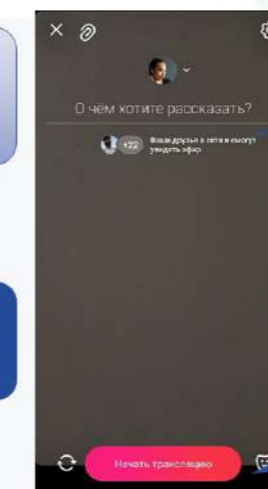 О чём хотите рассказать?
+22
Ваши друзья в сети и смогут
увидеть эфир
Начать трансляцию